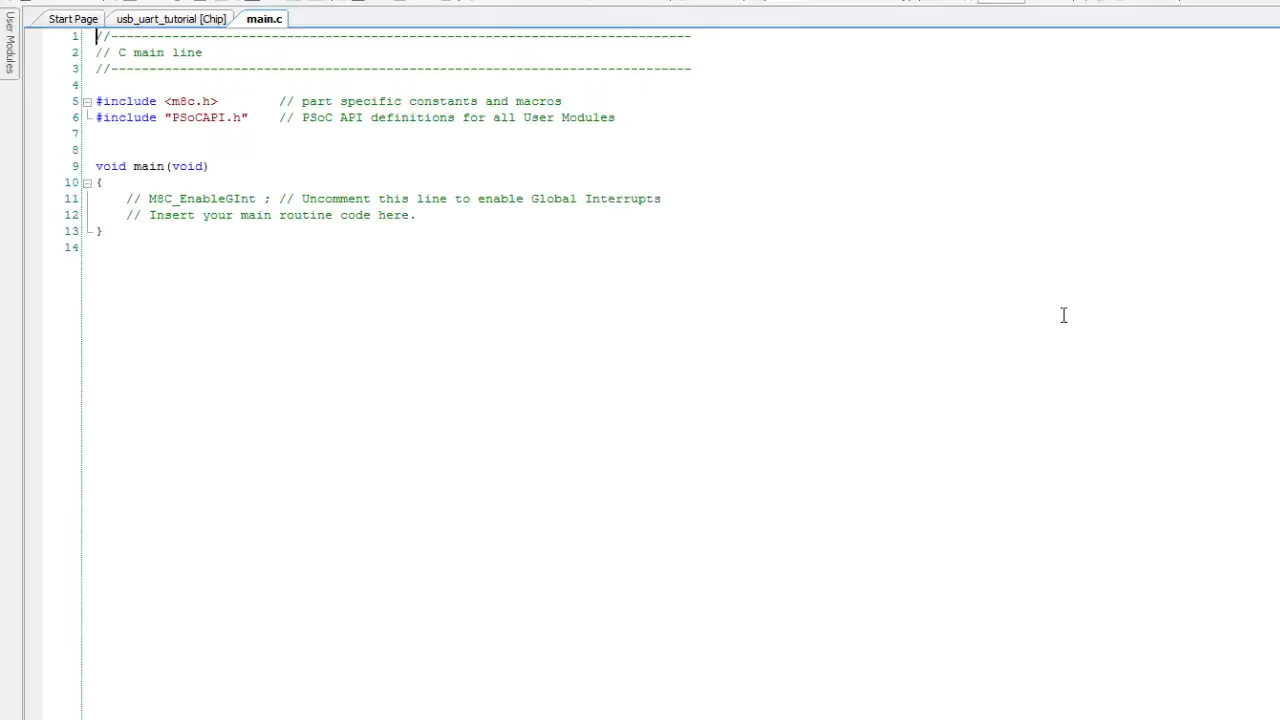 Start Page usb_uart_tutorial [Chip] main.c
User Modules
1 //----------------------------------------------------------------------------
2 // C main line
3 //----------------------------------------------------------------------------
4
5 #include <m8c.h> // part specific constants and macros
6 #include "PSoCAPI.h" // PSoC API definitions for all User Modules
7
8
9 void main(void)
10 {
11 // M8C_EnableGInt ; // Uncomment this line to enable Global Interrupts
12 // Insert your main routine code here.
13 }
14